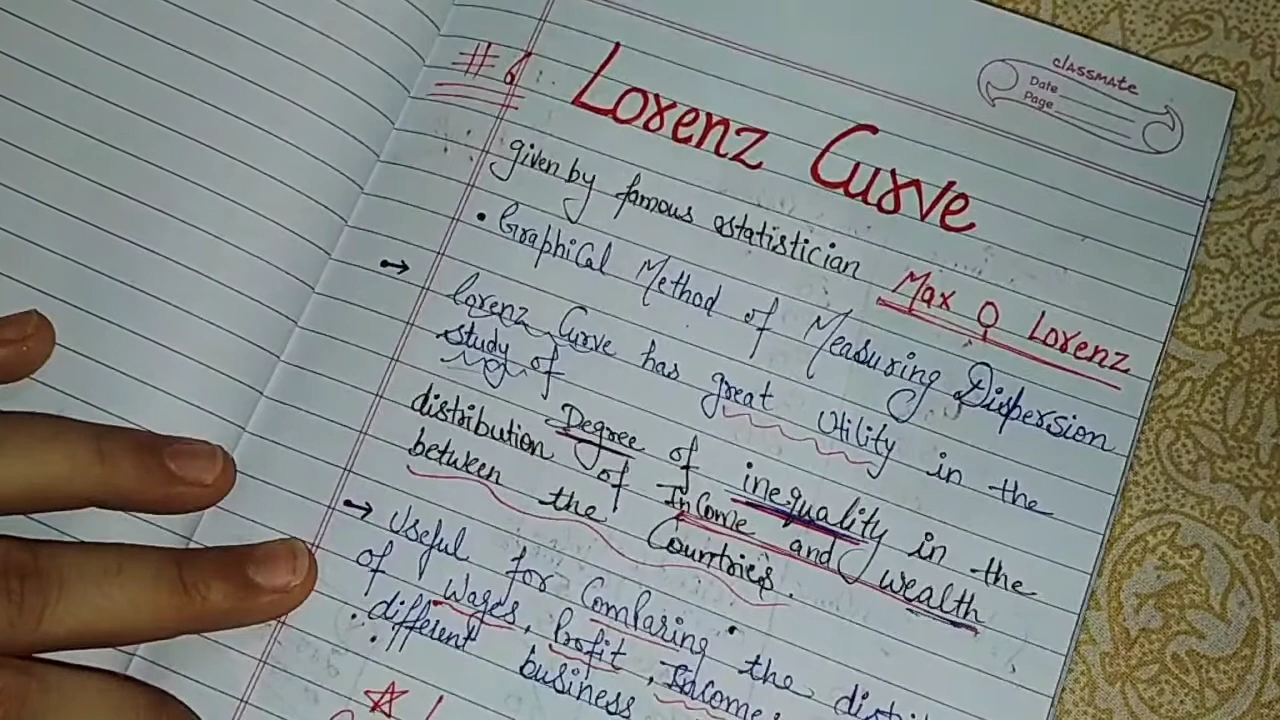 classmate
Date
Page
#6: Lorenz Curve
given by famous statistician Max O Lorenz
• Graphical Method of Measuring Dispersion
→ Lorenz Curve has great Utility in the
study of
Degree of inequality in the
distribution of Income and wealth
between the Countries.
→ Useful for Comparing the
of Wages, Profit, Income,
different business